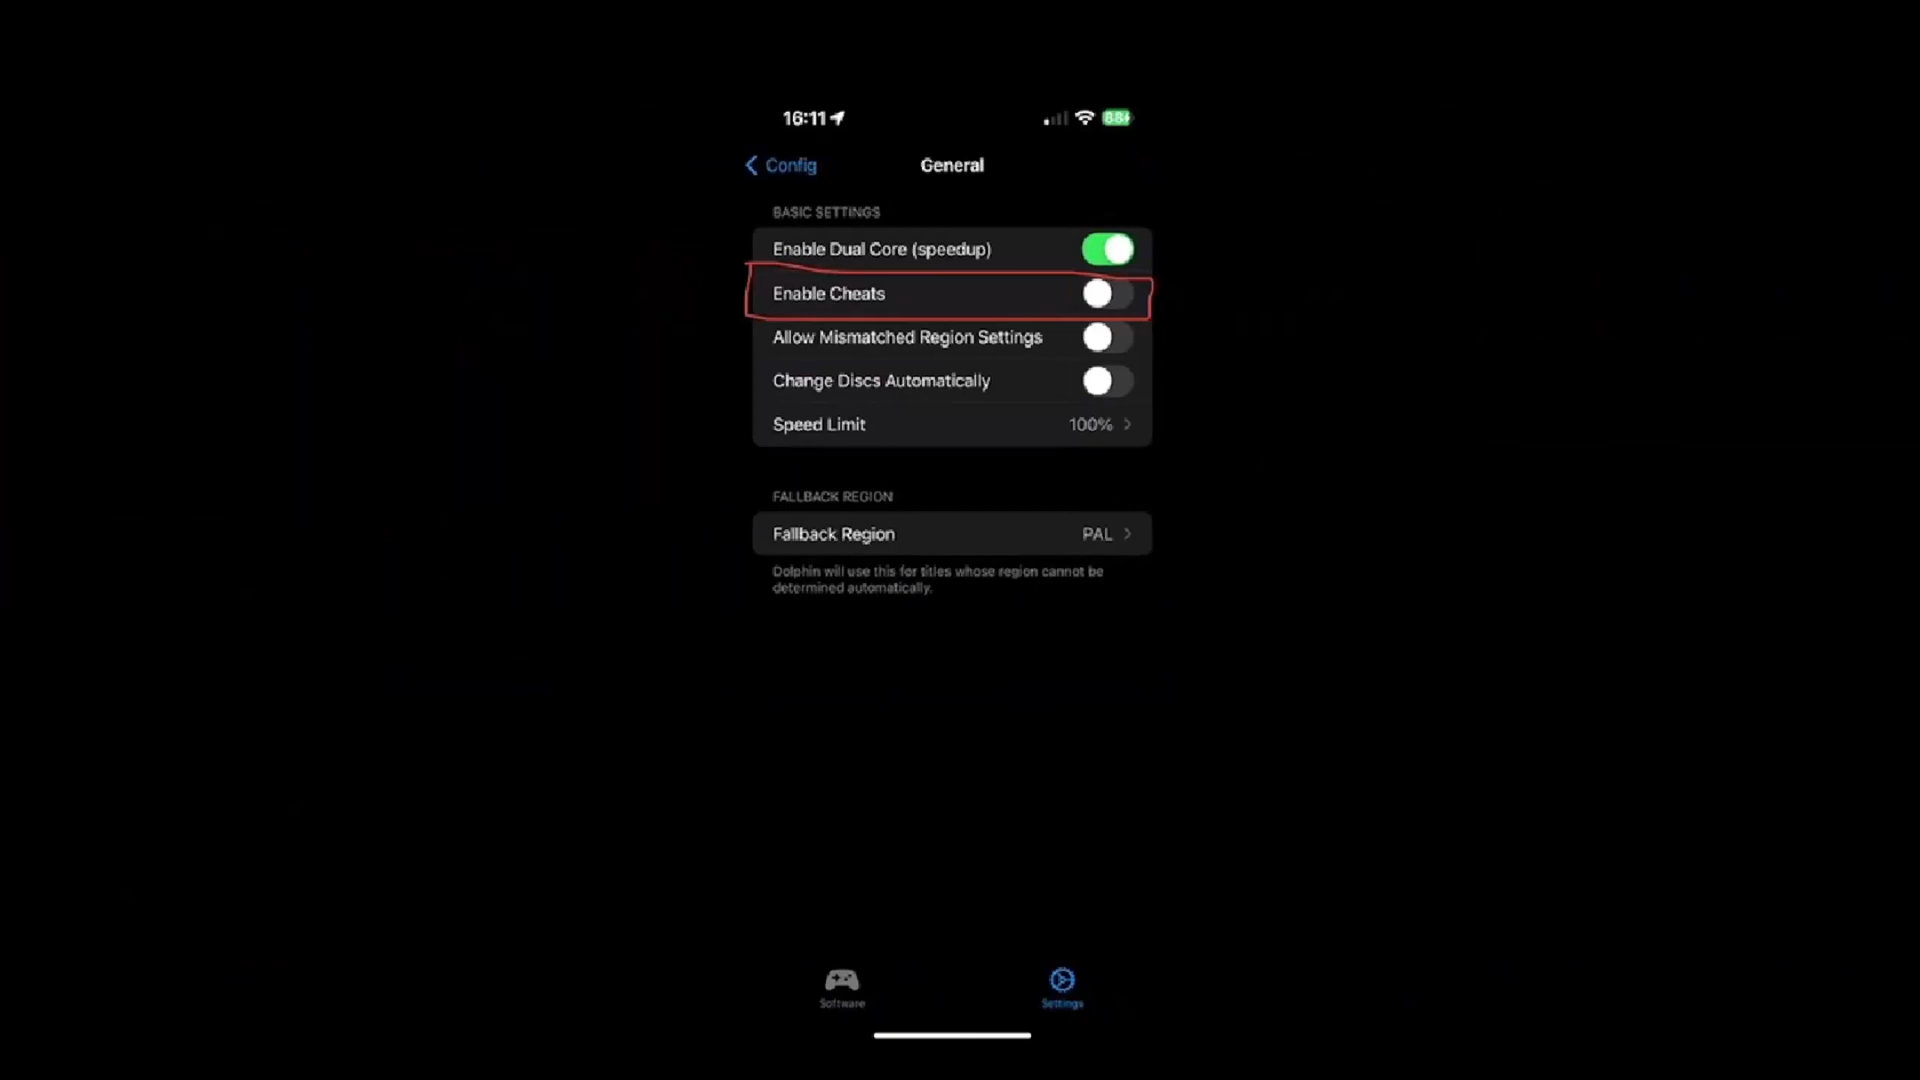 16:11
88
Config
General
BASIC SETTINGS
Enable Dual Core (speedup)
Enable Cheats
Allow Mismatched Region Settings
Change Discs Automatically
Speed Limit 100%
FALLBACK REGION
Fallback Region PAL
Dolphin will use this for titles whose region cannot be
determined automatically.
Software
Settings